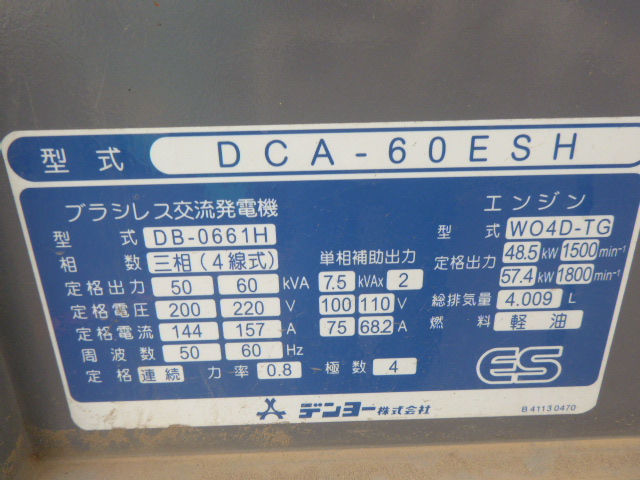 型式 DCA-60ESH
ブラシレス交流発電機
型式 DB-0661H
相数 三相(4線式)
定格出力 50 60 kVA
定格電圧 200 220 V
定格電流 144 157 A
周波数 50 60 Hz
定格 連続 力率 0.8 極数 4
単相補助出力
7.5 kVAx 2
100 110 V
75 68.2 A
エンジン
型式 WO4D-TG
定格出力 48.5 kW 1500 min⁻¹
57.4 kW 1800 min⁻¹
総排気量 4.009 L
燃料 軽油
ES
デンヨー株式会社
B41130470